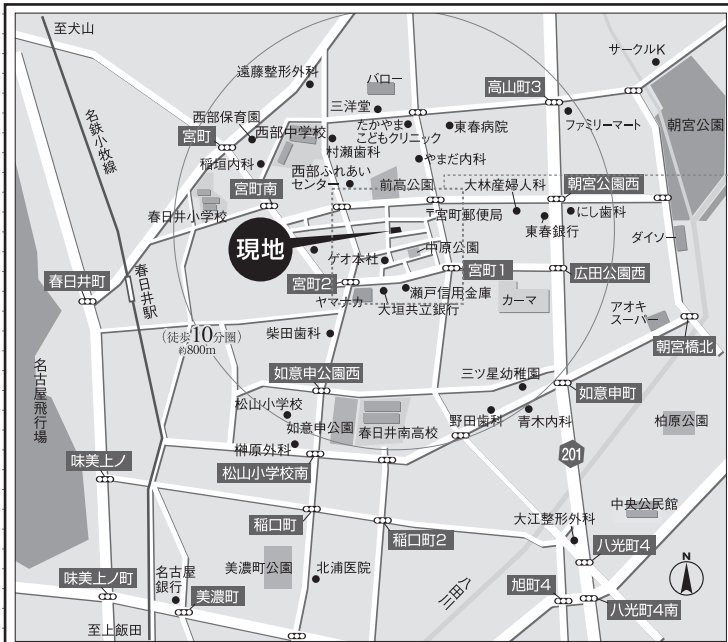 至犬山
サークルK
遠藤整形外科
バロー
高山町3
名鉄小牧線
三洋堂
西部保育園
宮町
西部中学校
たかやま
こどもクリニック
東春病院
ファミリーマート
朝宮公園
村瀬歯科
稲垣内科
やまだ内科
西部ふれあい
センター
宮町南
前高公園
大林産婦人科
朝宮公園西
春日井小学校
〒宮町郵便局
にし歯科
東春銀行
ダイソー
現地
中原公園
ゲオ本社
宮町1
広田公園西
春日井町
春日井駅
宮町2
瀬戸信用金庫
ヤマナカ
大垣共立銀行
カーマ
アオキ
スーパー
(徒歩10分圏)
約800m
柴田歯科
朝宮橋北
名古屋飛行場
如意申公園西
三ツ星幼稚園
如意申町
松山小学校
如意申公園
春日井南高校
野田歯科
青木内科
柏原公園
榊原外科
味美上ノ
松山小学校南
201
中央公民館
稲口町
大江整形外科
稲口町2
八光町4
美濃町公園
北浦医院
八田川
旭町4
N
味美上ノ町
名古屋
銀行
美濃町
八光町4南
至上飯田